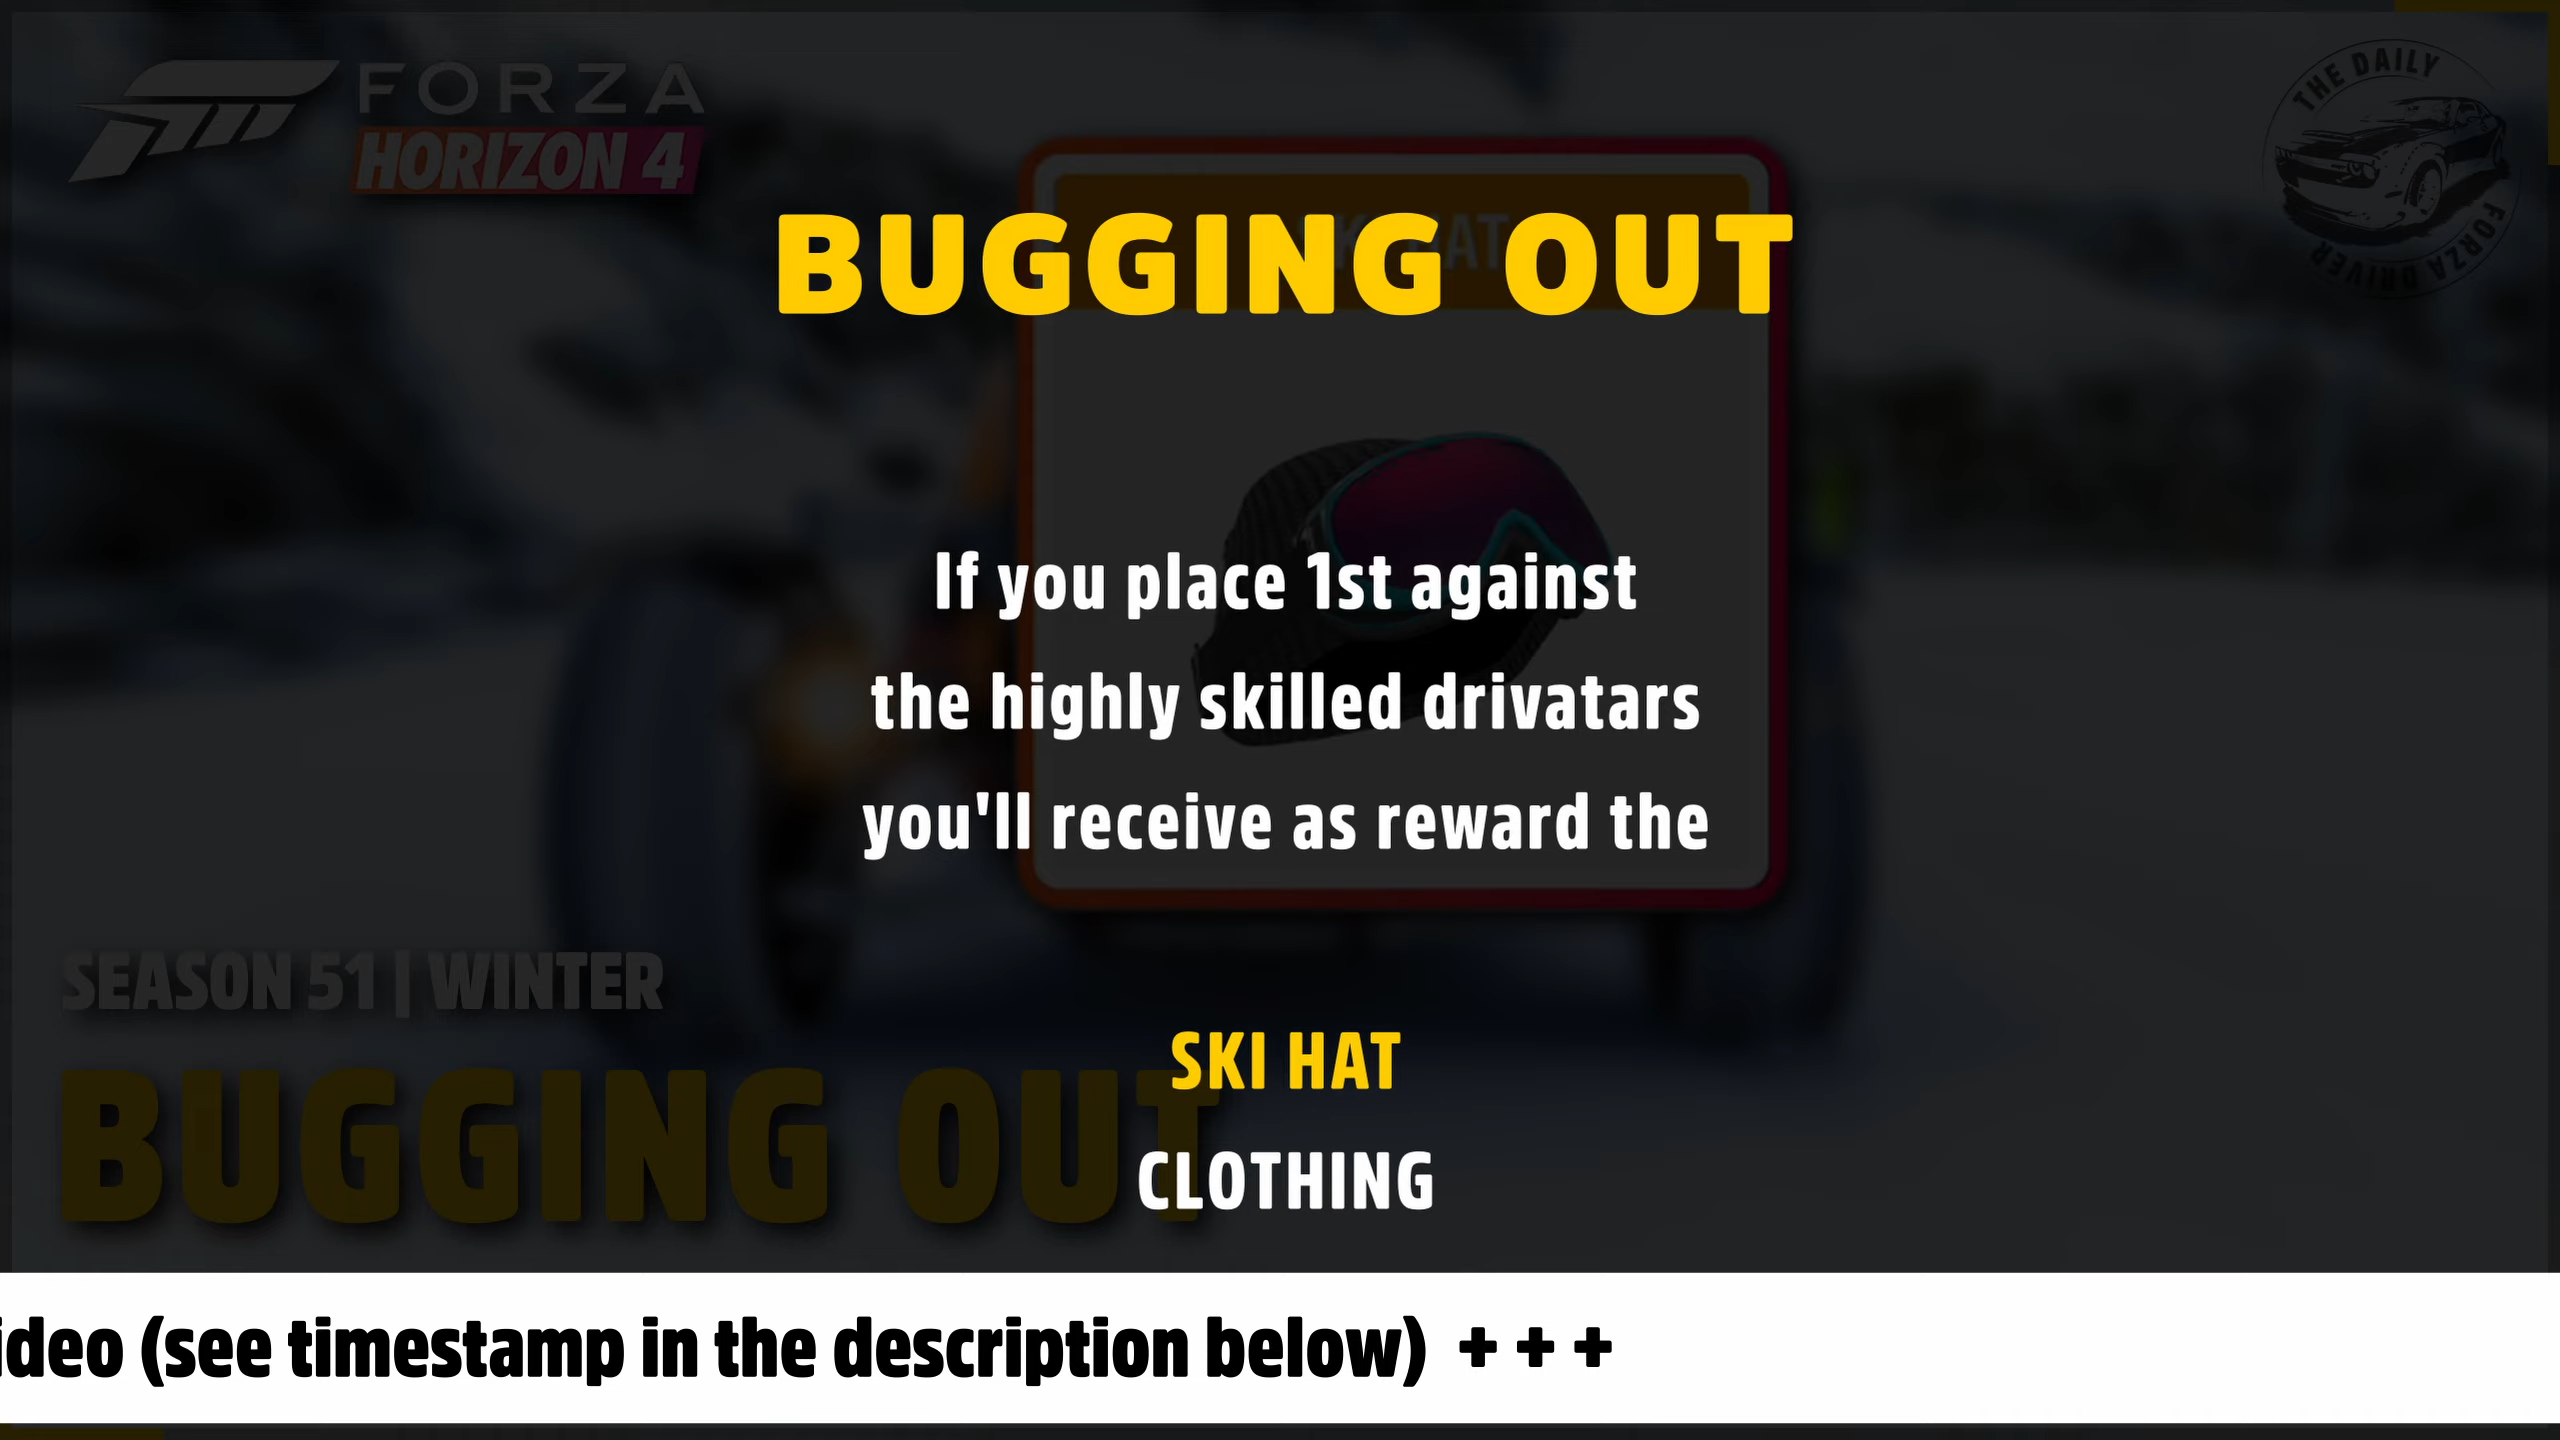 FORZA
HORIZON 4
THE DAILY
FORZA DRIVER
BUGGING OUT
If you place 1st against
the highly skilled drivatars
you'll receive as reward the
SEASON 51 | WINTER
SKI HAT
BUGGING OUT
CLOTHING
ideo (see timestamp in the description below) + + +